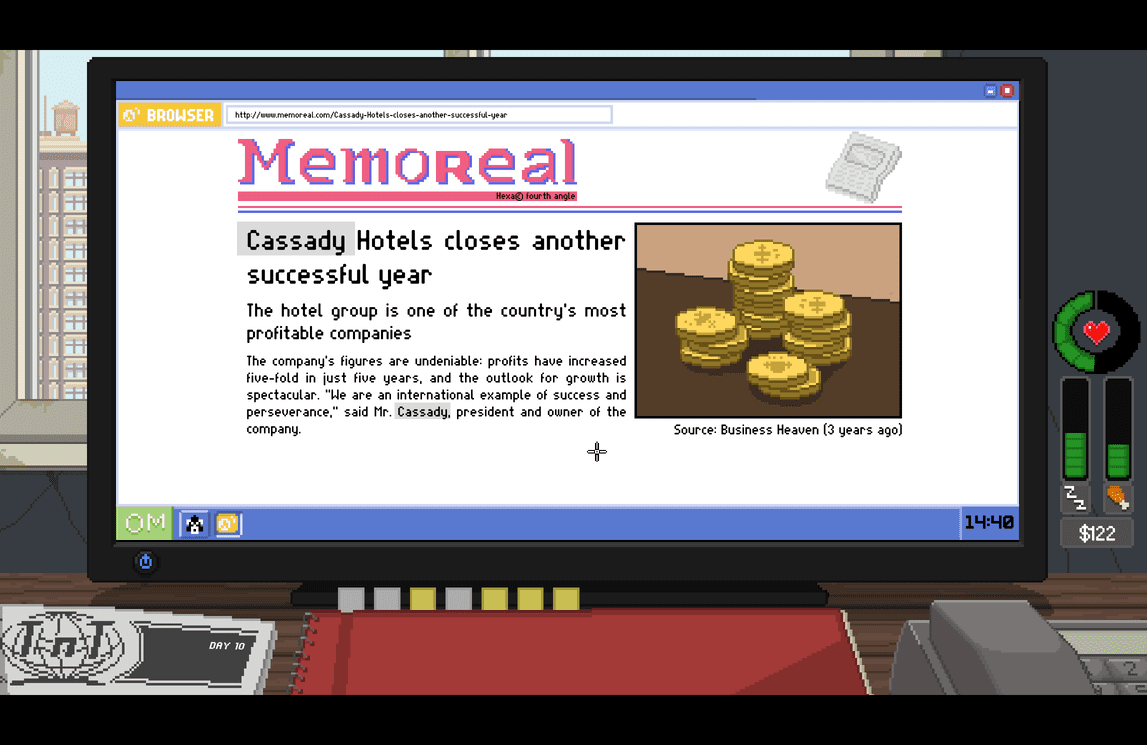 BROWSER
http://www.memoreal.com/Cassady-Hotels-closes-another-successful-year
Memoreal
Hexa© fourth angle
Cassady Hotels closes another
successful year
The hotel group is one of the country's most
profitable companies
The company's figures are undeniable: profits have increased
five-fold in just five years, and the outlook for growth is
spectacular. "We are an international example of success and
perseverance," said Mr. Cassady, president and owner of the
company.
Source: Business Heaven (3 years ago)
OM
14:40
zzz
$122
TnT
DAY 10
2